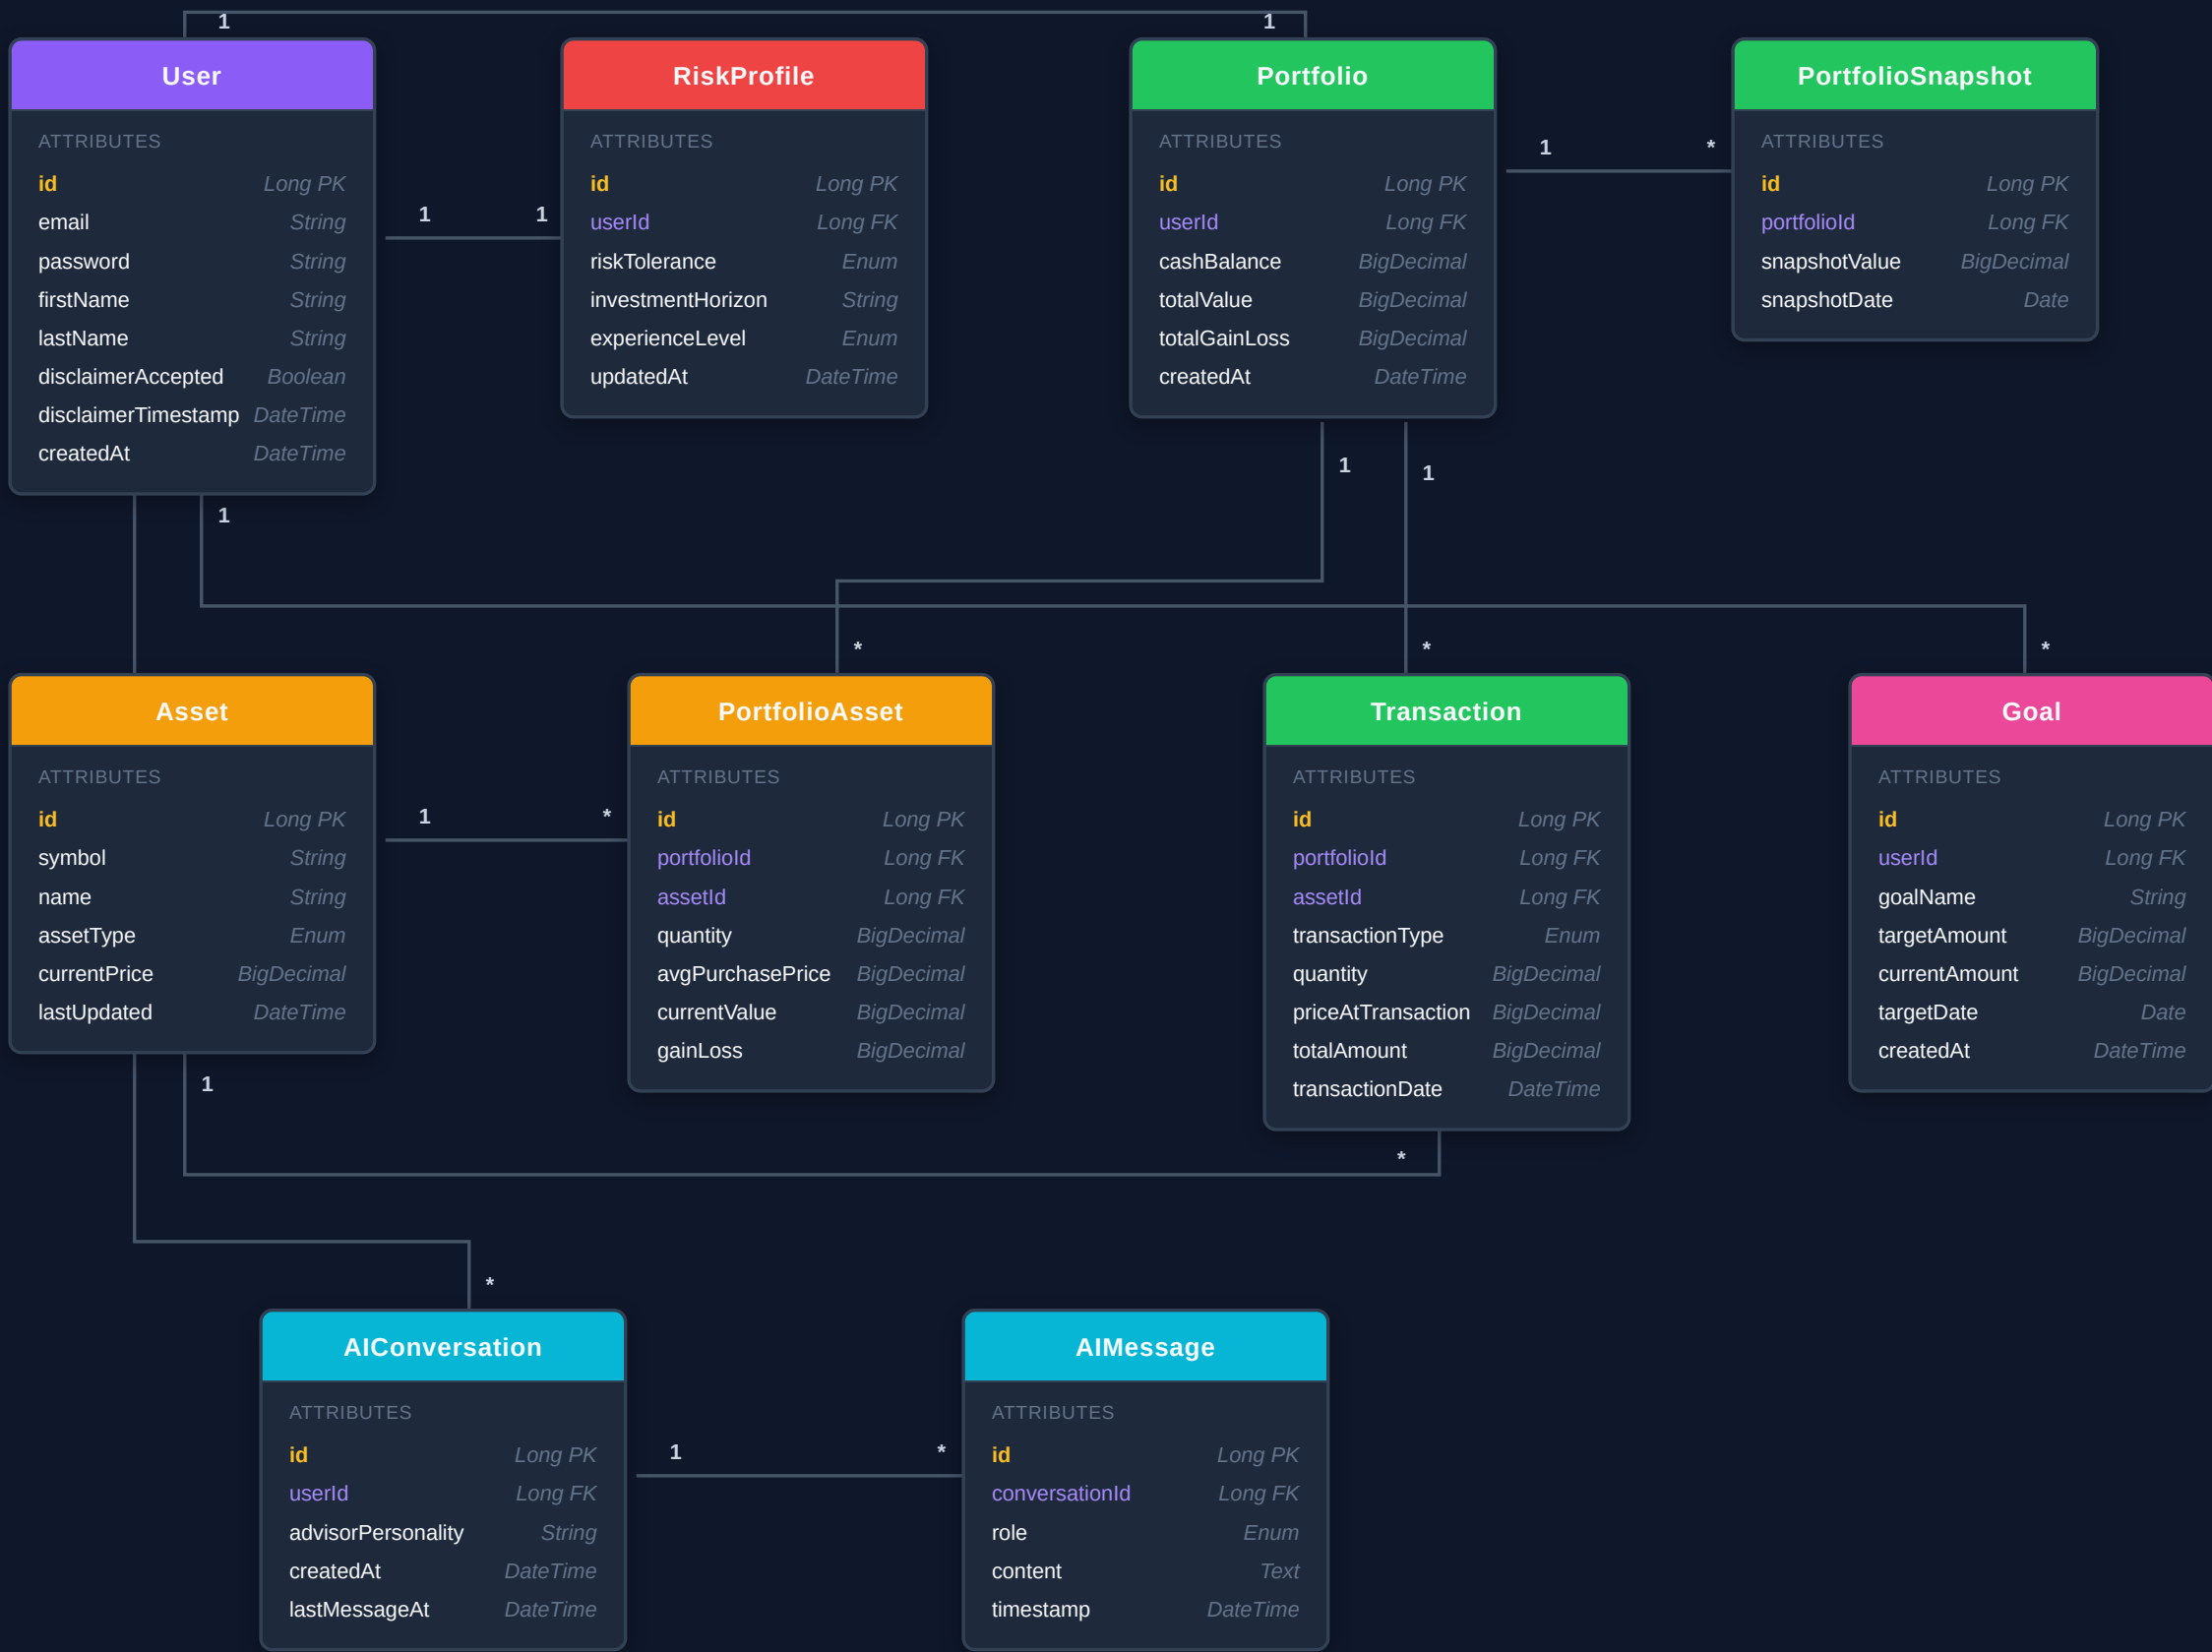 1
1
User
ATTRIBUTES
id Long PK
email String
password String
firstName String
lastName String
disclaimerAccepted Boolean
disclaimerTimestamp DateTime
createdAt DateTime
1
1
RiskProfile
ATTRIBUTES
id Long PK
userId Long FK
riskTolerance Enum
investmentHorizon String
experienceLevel Enum
updatedAt DateTime
Portfolio
ATTRIBUTES
id Long PK
userId Long FK
cashBalance BigDecimal
totalValue BigDecimal
totalGainLoss BigDecimal
createdAt DateTime
1
*
PortfolioSnapshot
ATTRIBUTES
id Long PK
portfolioId Long FK
snapshotValue BigDecimal
snapshotDate Date
1
1
1
*
*
*
Asset
ATTRIBUTES
id Long PK
symbol String
name String
assetType Enum
currentPrice BigDecimal
lastUpdated DateTime
1
*
PortfolioAsset
ATTRIBUTES
id Long PK
portfolioId Long FK
assetId Long FK
quantity BigDecimal
avgPurchasePrice BigDecimal
currentValue BigDecimal
gainLoss BigDecimal
Transaction
ATTRIBUTES
id Long PK
portfolioId Long FK
assetId Long FK
transactionType Enum
quantity BigDecimal
priceAtTransaction BigDecimal
totalAmount BigDecimal
transactionDate DateTime
Goal
ATTRIBUTES
id Long PK
userId Long FK
goalName String
targetAmount BigDecimal
currentAmount BigDecimal
targetDate Date
createdAt DateTime
1
*
*
AIConversation
ATTRIBUTES
id Long PK
userId Long FK
advisorPersonality String
createdAt DateTime
lastMessageAt DateTime
1
*
AIMessage
ATTRIBUTES
id Long PK
conversationId Long FK
role Enum
content Text
timestamp DateTime